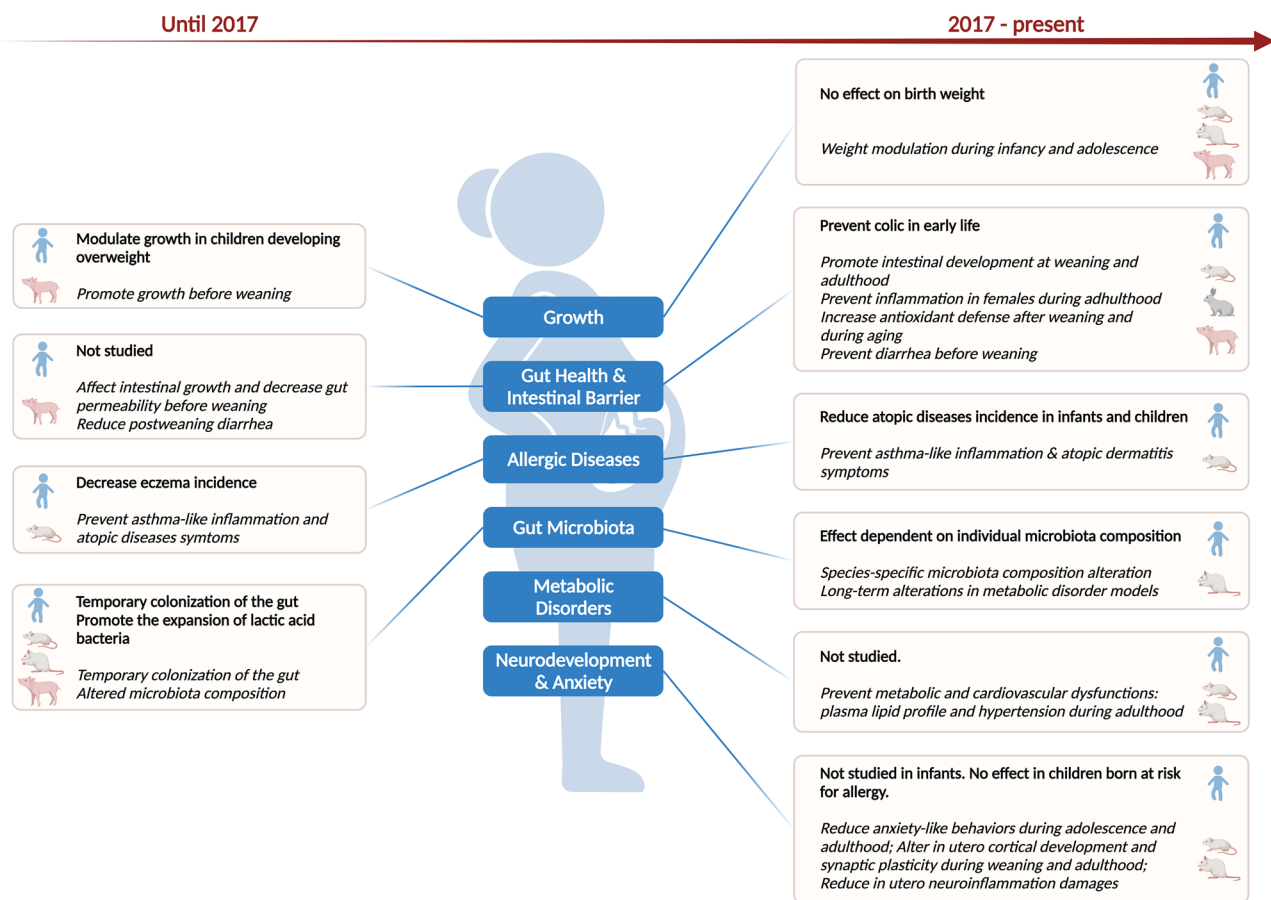 Until 2017
2017 - present
Modulate growth in children developing
overweight
Promote growth before weaning
Not studied
Affect intestinal growth and decrease gut
permeability before weaning
Reduce postweaning diarrhea
Decrease eczema incidence
Prevent asthma-like inflammation and
atopic diseases symtoms
Temporary colonization of the gut
Promote the expansion of lactic acid
bacteria
Temporary colonization of the gut
Altered microbiota composition
Growth
Gut Health &
Intestinal Barrier
Allergic Diseases
Gut Microbiota
Metabolic
Disorders
Neurodevelopment
& Anxiety
No effect on birth weight
Weight modulation during infancy and adolescence
Prevent colic in early life
Promote intestinal development at weaning and
adulthood
Prevent inflammation in females during adhulthood
Increase antioxidant defense after weaning and
during aging
Prevent diarrhea before weaning
Reduce atopic diseases incidence in infants and children
Prevent asthma-like inflammation & atopic dermatitis
symptoms
Effect dependent on individual microbiota composition
Species-specific microbiota composition alteration
Long-term alterations in metabolic disorder models
Not studied.
Prevent metabolic and cardiovascular dysfunctions:
plasma lipid profile and hypertension during adulthood
Not studied in infants. No effect in children born at risk
for allergy.
Reduce anxiety-like behaviors during adolescence and
adulthood; Alter in utero cortical development and
synaptic plasticity during weaning and adulthood;
Reduce in utero neuroinflammation damages